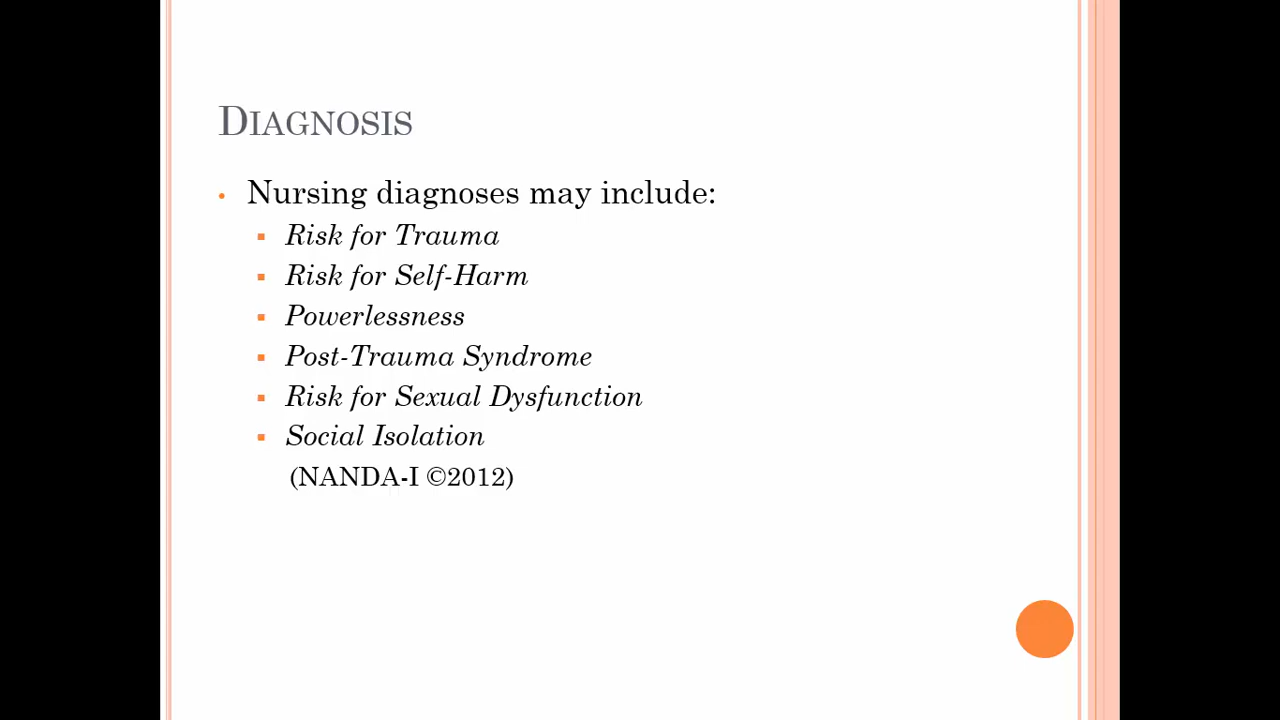 DIAGNOSIS
• Nursing diagnoses may include:
▪ Risk for Trauma
▪ Risk for Self-Harm
▪ Powerlessness
▪ Post-Trauma Syndrome
▪ Risk for Sexual Dysfunction
▪ Social Isolation
(NANDA-I ©2012)